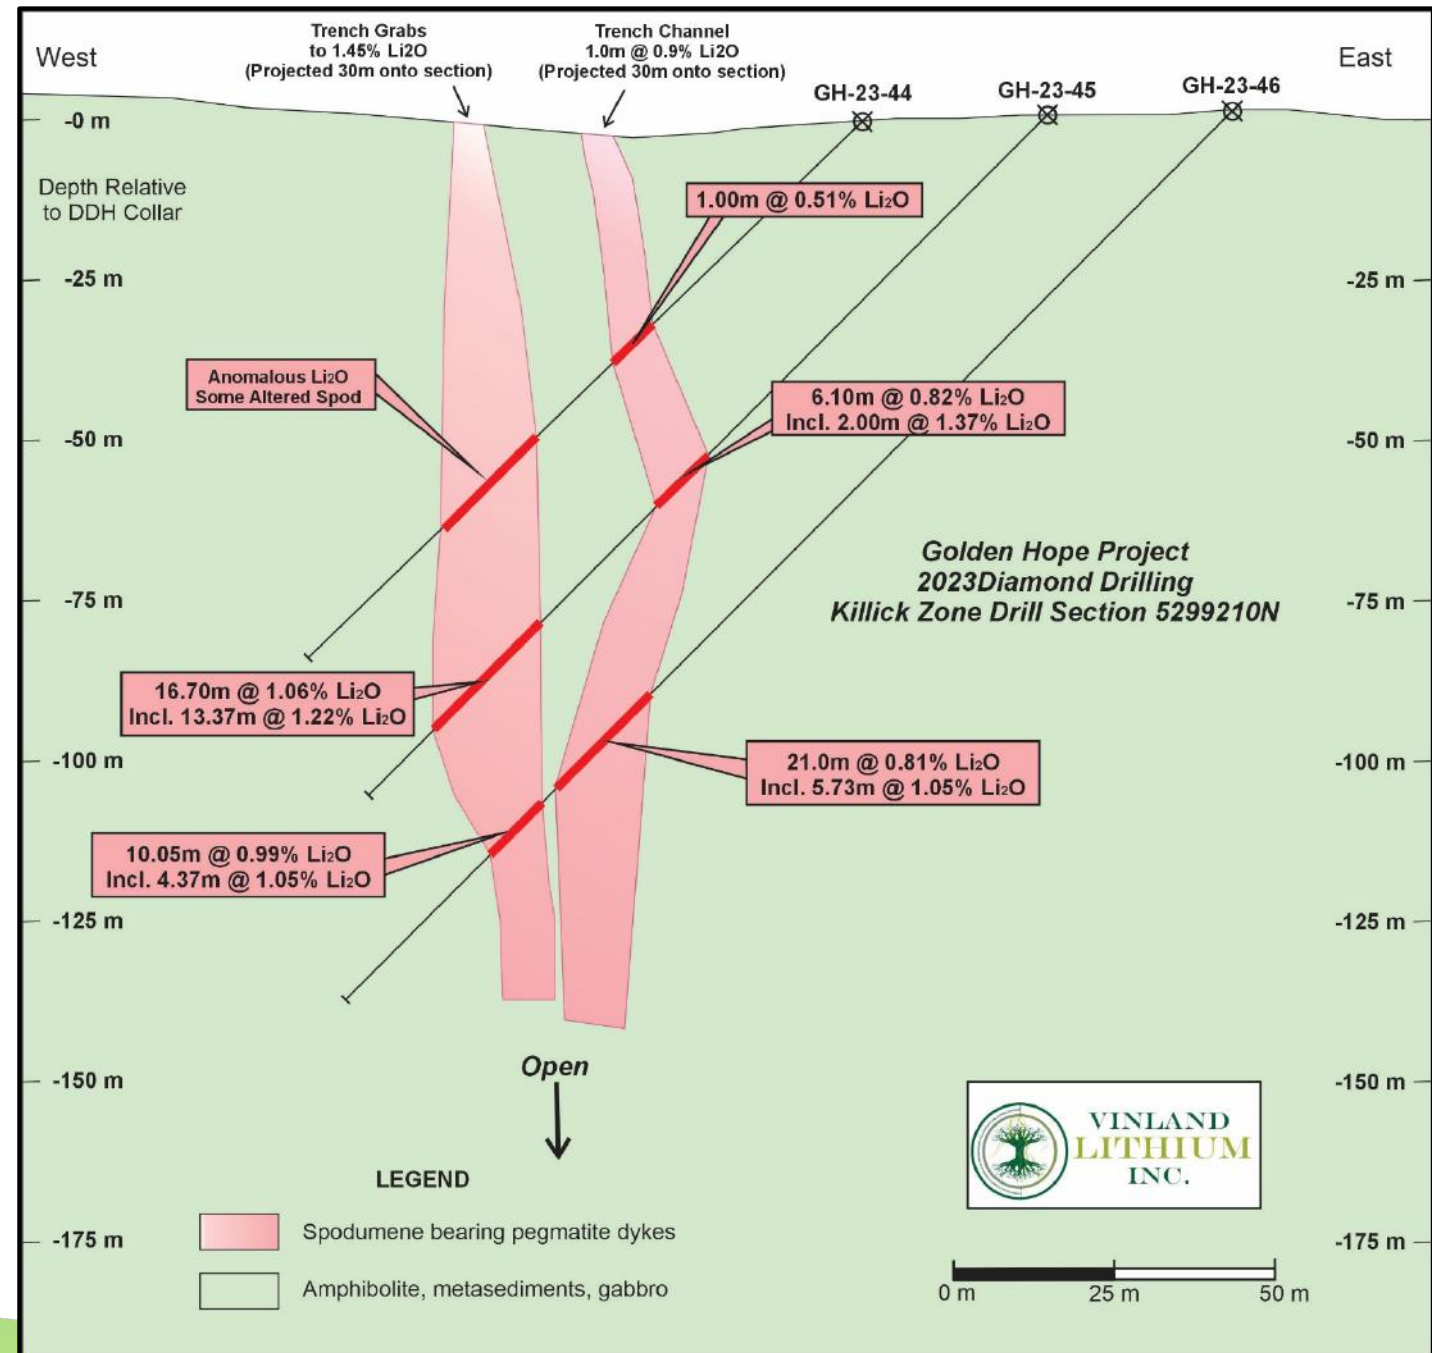 West
Trench Grabs
to 1.45% Li2O
(Projected 30m onto section)
Trench Channel
1.0m @ 0.9% Li2O
(Projected 30m onto section)
East
GH-23-44
GH-23-45
GH-23-46
-0 m
Depth Relative
to DDH Collar
1.00m @ 0.51% Li₂O
-25 m
-25 m
Anomalous Li₂O
Some Altered Spod
6.10m @ 0.82% Li₂O
Incl. 2.00m @ 1.37% Li₂O
-50 m
-50 m
Golden Hope Project
2023Diamond Drilling
Killick Zone Drill Section 5299210N
-75 m
-75 m
16.70m @ 1.06% Li₂O
Incl. 13.37m @ 1.22% Li₂O
-100 m
-100 m
21.0m @ 0.81% Li₂O
Incl. 5.73m @ 1.05% Li₂O
10.05m @ 0.99% Li₂O
Incl. 4.37m @ 1.05% Li₂O
-125 m
-125 m
Open
-150 m
-150 m
VINLAND
LITHIUM
INC.
LEGEND
Spodumene bearing pegmatite dykes
-175 m
-175 m
Amphibolite, metasediments, gabbro
0 m
25 m
50 m